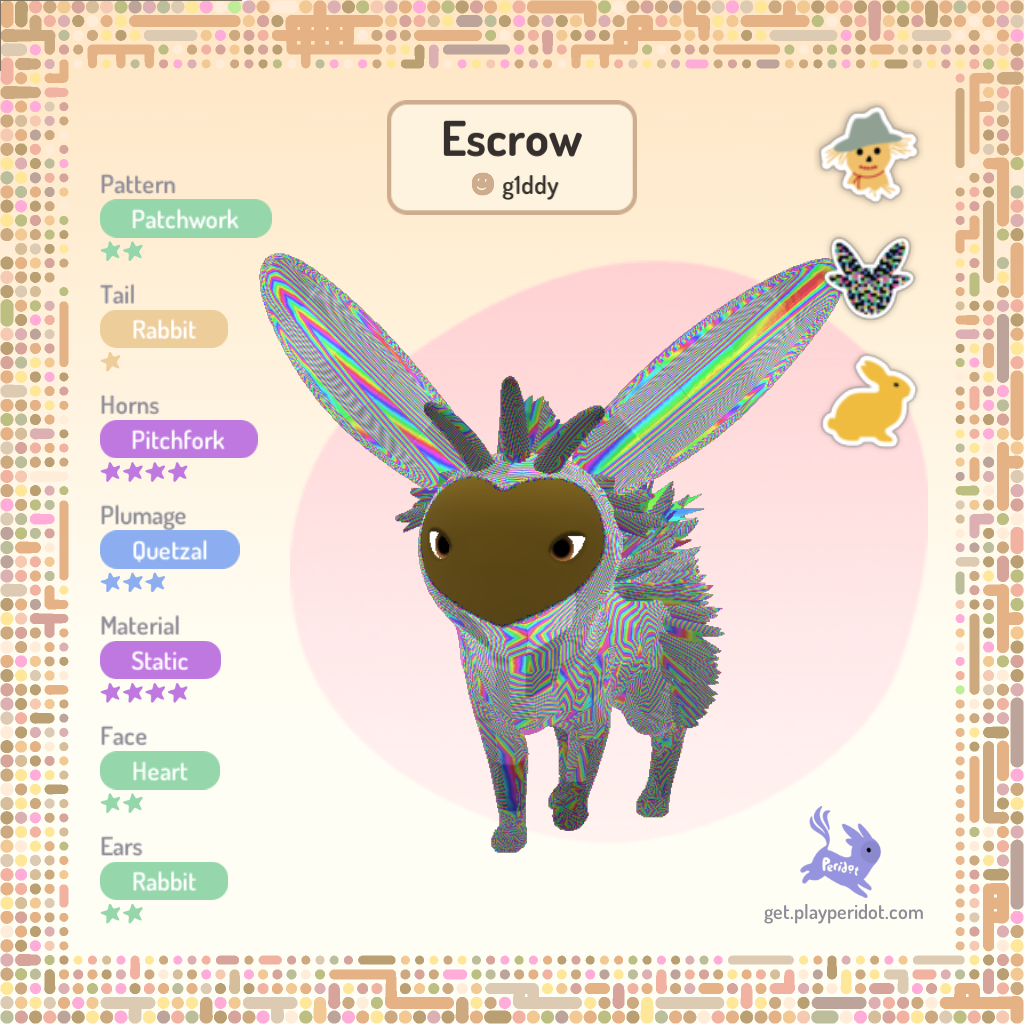 Escrow
g1ddy
Pattern
Patchwork
Tail
Rabbit
Horns
Pitchfork
Plumage
Quetzal
Material
Static
Face
Heart
Ears
Rabbit
Peridot
get.playperidot.com